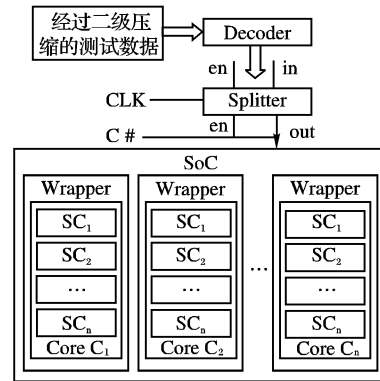 经过二级压
缩的测试数据
Decoder
en in
CLK
Splitter
C # en out
SoC
Wrapper Wrapper Wrapper
SC₁ SC₁ SC₁
SC₂ SC₂ SC₂
… … … …
SCₙ SCₙ SCₙ
Core C₁ Core C₂ Core Cₙ